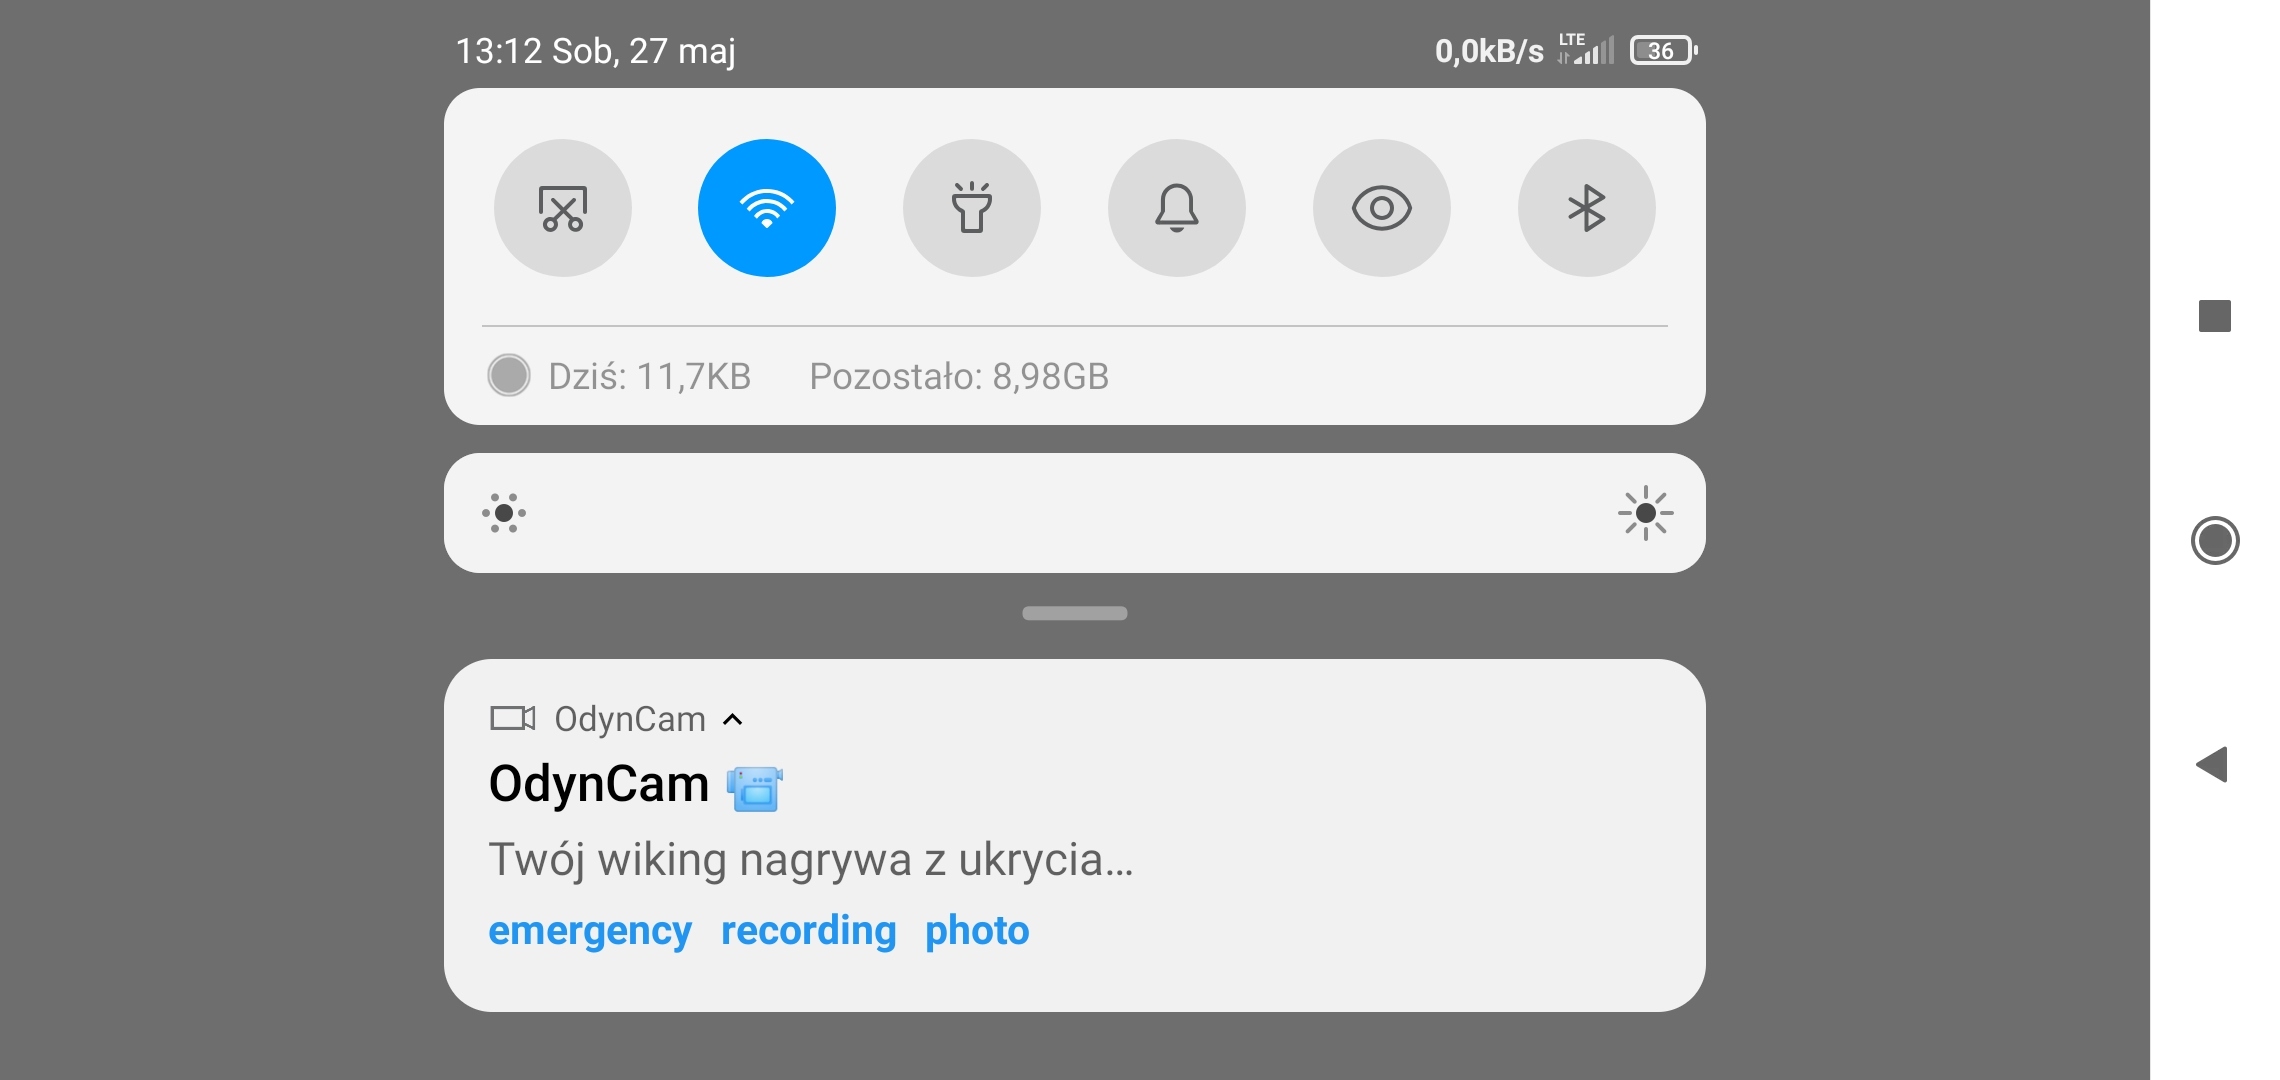 13:12 Sob, 27 maj
0,0kB/s LTE 36
Dziś: 11,7KB Pozostało: 8,98GB
OdynCam
OdynCam
Twój wiking nagrywa z ukrycia…
emergency recording photo